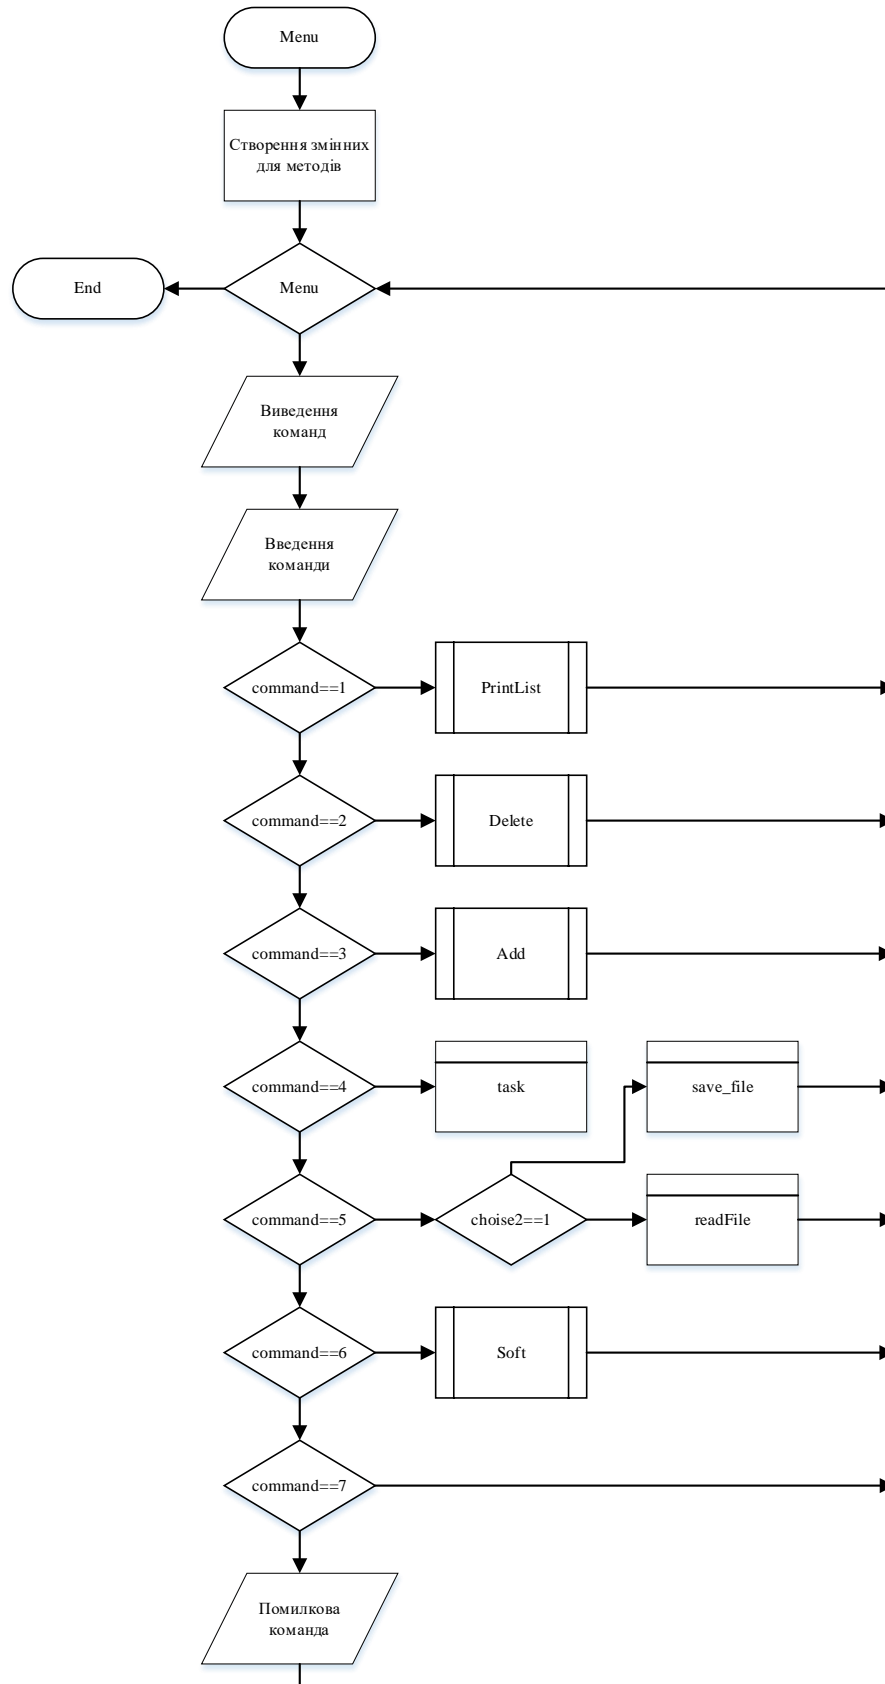 Menu
Створення змінних
для методів
End
Menu
Виведення
команд
Введення
команди
command==1
PrintList
command==2
Delete
command==3
Add
command==4
task
save_file
command==5
choise2==1
readFile
command==6
Soft
command==7
Помилкова
команда